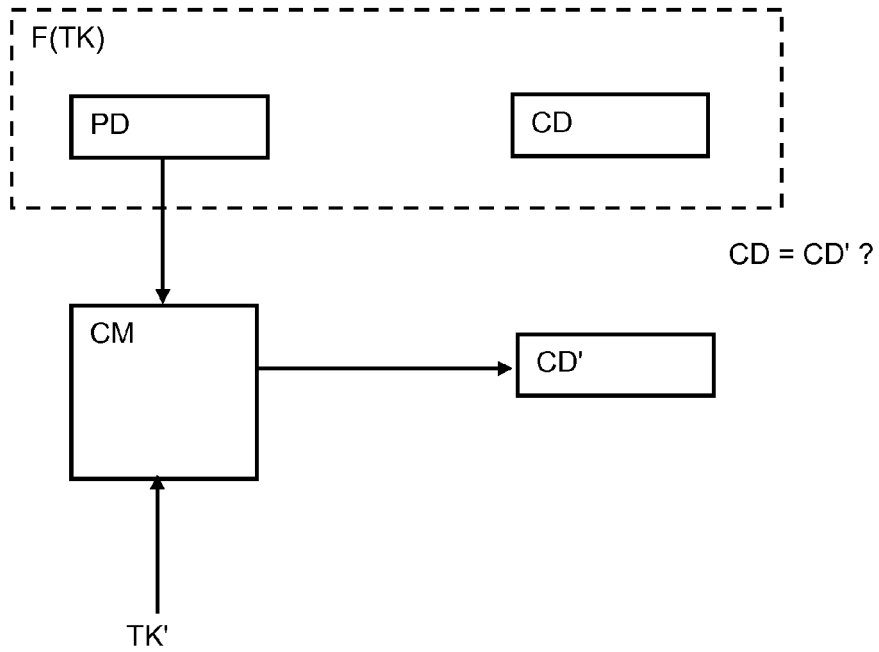 F(TK)
PD
CD
CD = CD' ?
CM
CD'
TK'